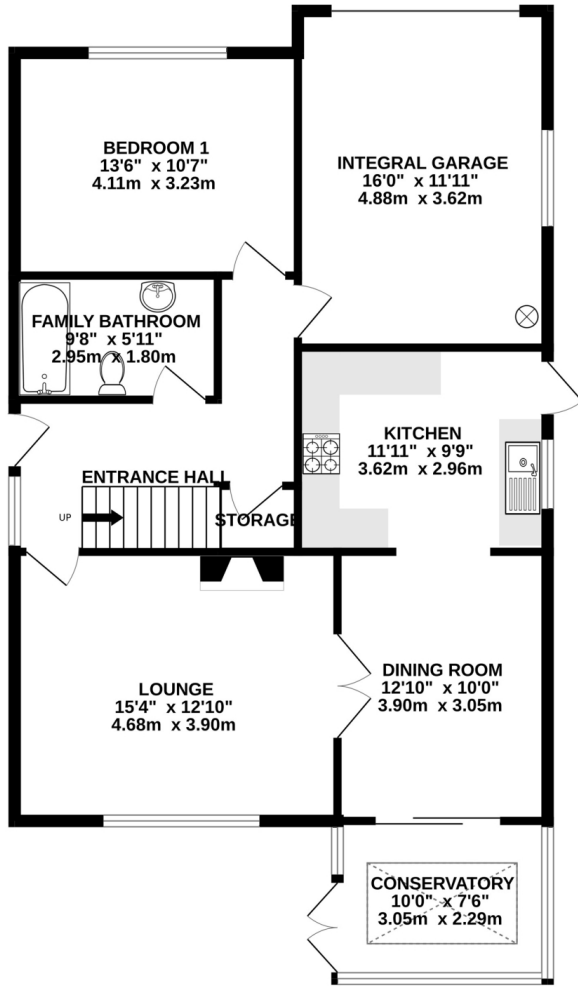 BEDROOM 1
13'6" x 10'7"
4.11m x 3.23m
INTEGRAL GARAGE
16'0" x 11'11"
4.88m x 3.62m
FAMILY BATHROOM
9'8" x 5'11"
2.95m x 1.80m
KITCHEN
11'11" x 9'9"
3.62m x 2.96m
ENTRANCE HALL
UP
STORAGE
LOUNGE
15'4" x 12'10"
4.68m x 3.90m
DINING ROOM
12'10" x 10'0"
3.90m x 3.05m
CONSERVATORY
10'0" x 7'6"
3.05m x 2.29m